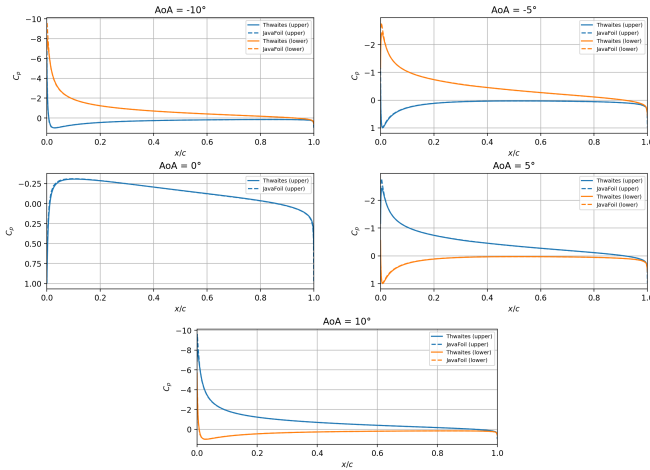 AoA = -10°
−10
−8
−6
−4
−2
0
0.0
0.2
0.4
0.6
0.8
1.0
x/c
C_p
Thwaites (upper)
JavaFoil (upper)
Thwaites (lower)
JavaFoil (lower)
AoA = -5°
−2
−1
0
1
0.0
0.2
0.4
0.6
0.8
1.0
x/c
C_p
Thwaites (upper)
JavaFoil (upper)
Thwaites (lower)
JavaFoil (lower)
AoA = 0°
−0.25
0.00
0.25
0.50
0.75
1.00
0.0
0.2
0.4
0.6
0.8
1.0
x/c
C_p
Thwaites (upper)
JavaFoil (upper)
AoA = 5°
−2
−1
0
1
0.0
0.2
0.4
0.6
0.8
1.0
x/c
C_p
Thwaites (upper)
JavaFoil (upper)
Thwaites (lower)
JavaFoil (lower)
AoA = 10°
−10
−8
−6
−4
−2
0
0.0
0.2
0.4
0.6
0.8
1.0
x/c
C_p
Thwaites (upper)
JavaFoil (upper)
Thwaites (lower)
JavaFoil (lower)